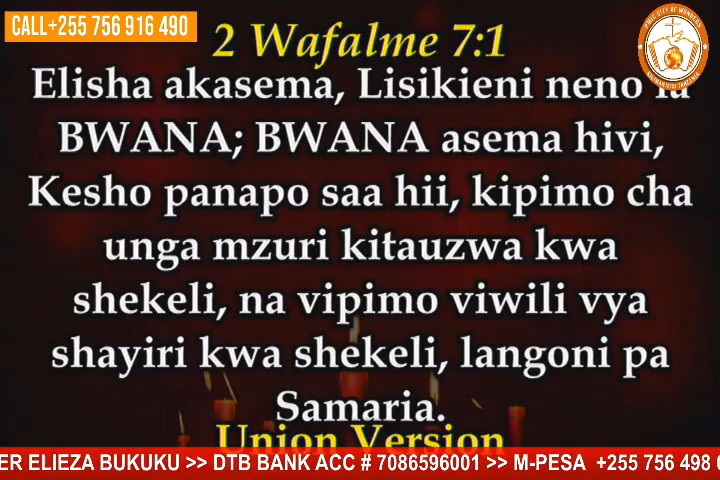 CALL+255 756 916 490
2 Wafalme 7:1
Elisha akasema, Lisikieni neno la
BWANA; BWANA asema hivi,
Kesho panapo saa hii, kipimo cha
unga mzuri kitauzwa kwa
shekeli, na vipimo viwili vya
shayiri kwa shekeli, langoni pa
Samaria.
Union Version
ER ELIEZA BUKUKU >> DTB BANK ACC # 7086596001 >> M-PESA +255 756 498